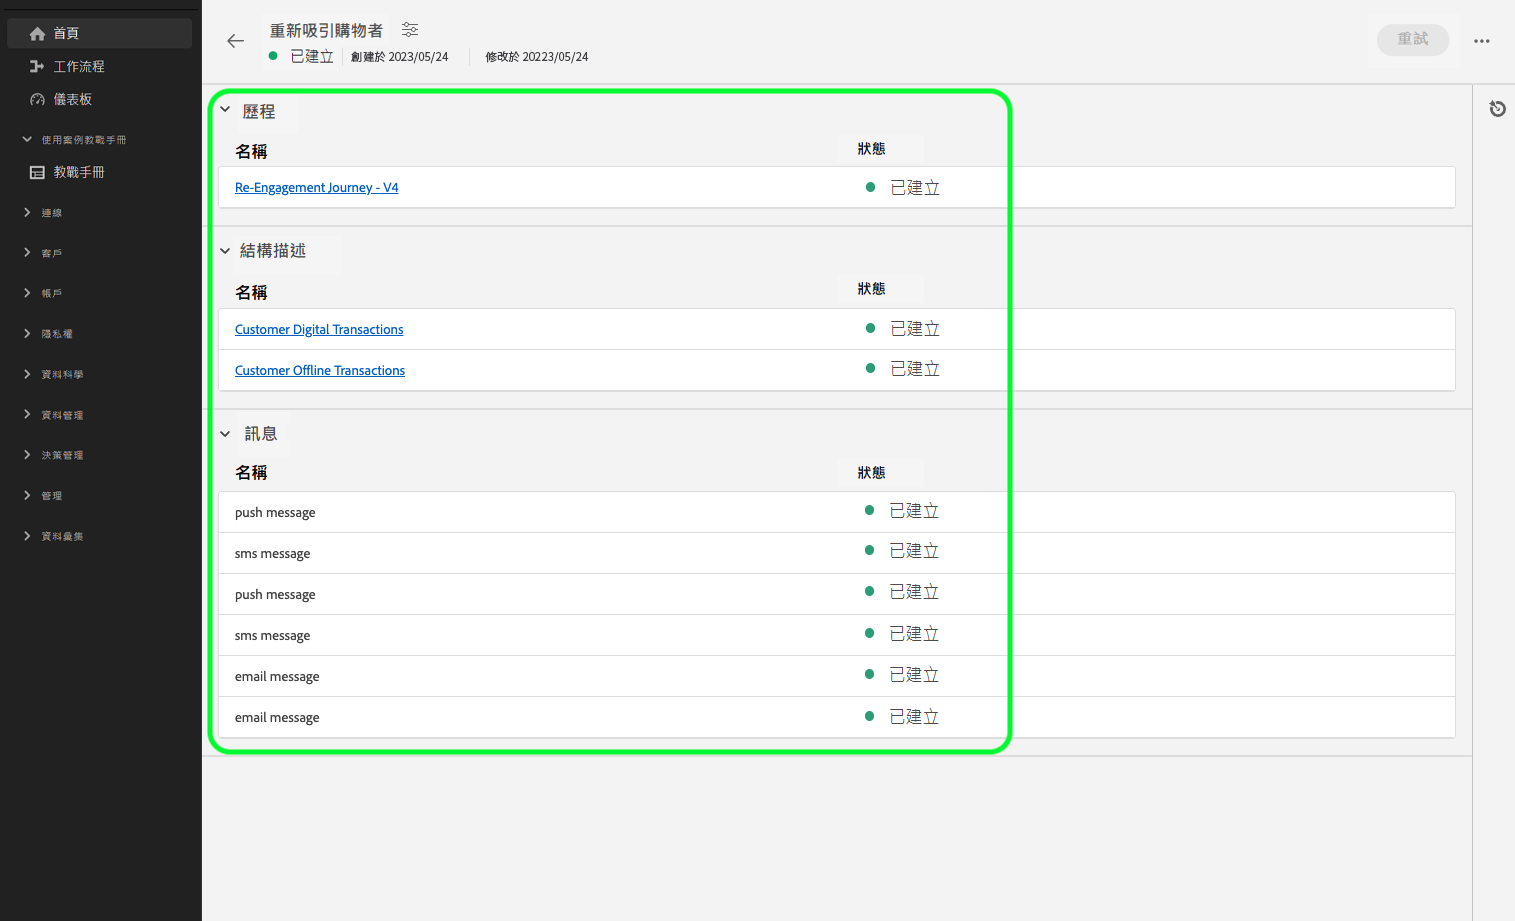 首頁
工作流程
儀表板
使用案例教戰手冊
教戰手冊
連線
客戶
帳戶
隱私權
資料科學
資料管理
決策管理
管理
資料彙集
重新吸引購物者
已建立 創建於 2023/05/24 修改於 20223/05/24
重試
歷程
名稱 狀態
Re-Engagement Journey - V4 已建立
結構描述
名稱 狀態
Customer Digital Transactions 已建立
Customer Offline Transactions 已建立
訊息
名稱 狀態
push message 已建立
sms message 已建立
push message 已建立
sms message 已建立
email message 已建立
email message 已建立